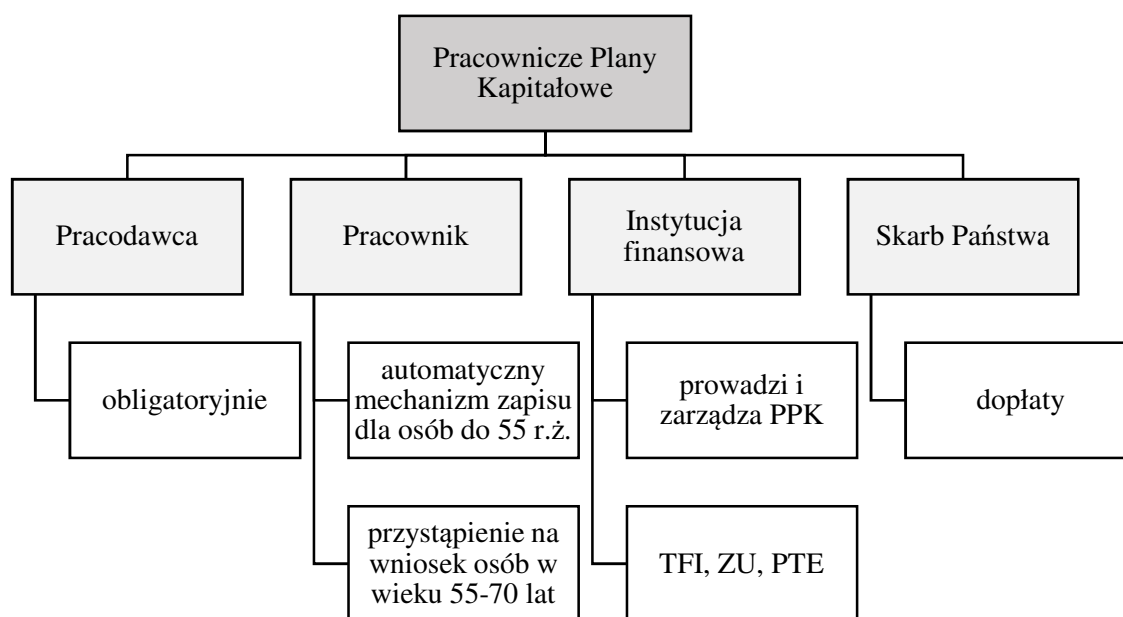 Pracownicze Plany
Kapitałowe
Pracodawca
Pracownik
Instytucja
finansowa
Skarb Państwa
obligatoryjnie
automatyczny
mechanizm zapisu
dla osób do 55 r.ż.
prowadzi i
zarządza PPK
dopłaty
przystąpienie na
wniosek osób w
wieku 55-70 lat
TFI, ZU, PTE